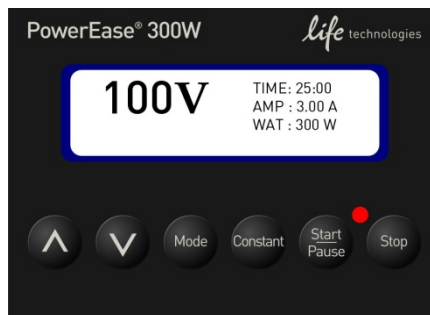 PowerEase® 300W
life technologies
100V
TIME: 25:00
AMP : 3.00 A
WAT : 300 W
Mode
Constant
Start
Pause
Stop